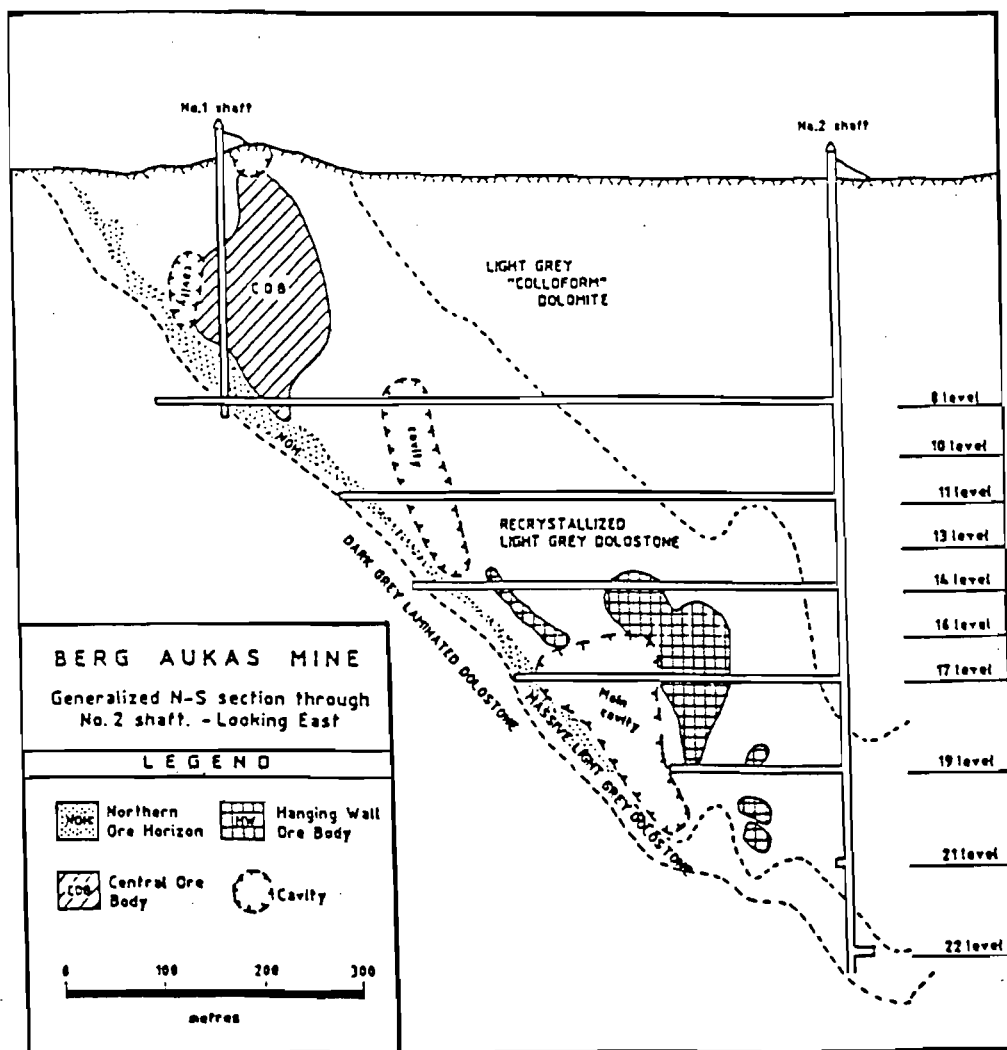 No.1 shaft
No.2 shaft
LIGHT GREY
"COLLOFORM"
DOLOMITE
cavity
COB
8 level
cavity
NOH
10 level
11 level
RECRYSTALLIZED
LIGHT GREY DOLOSTONE
13 level
DARK GREY LAMINATED DOLOSTONE
14 level
16 level
17 level
Main
cavity
MASSIVE LIGHT GREY DOLOSTONE
19 level
21 level
22 level
BERG AUKAS MINE
Generalized N-S section through
No.2 shaft. - Looking East
LEGEND
NOH Northern
Ore Horizon
HW Hanging Wall
Ore Body
COB Central Ore
Body
Cavity
0 100 200 300
metres